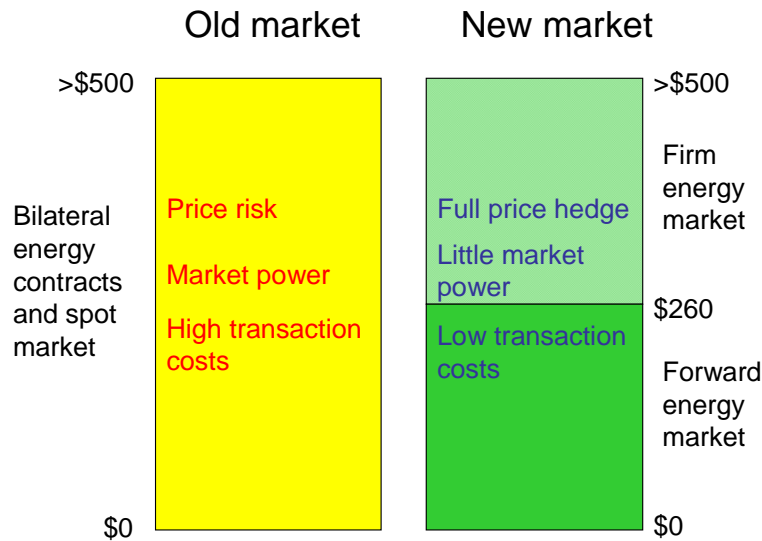 Old market
New market
>$500
>$500
Bilateral
energy
contracts
and spot
market
Price risk
Market power
High transaction
costs
Full price hedge
Little market
power
Low transaction
costs
Firm
energy
market
$260
Forward
energy
market
$0
$0